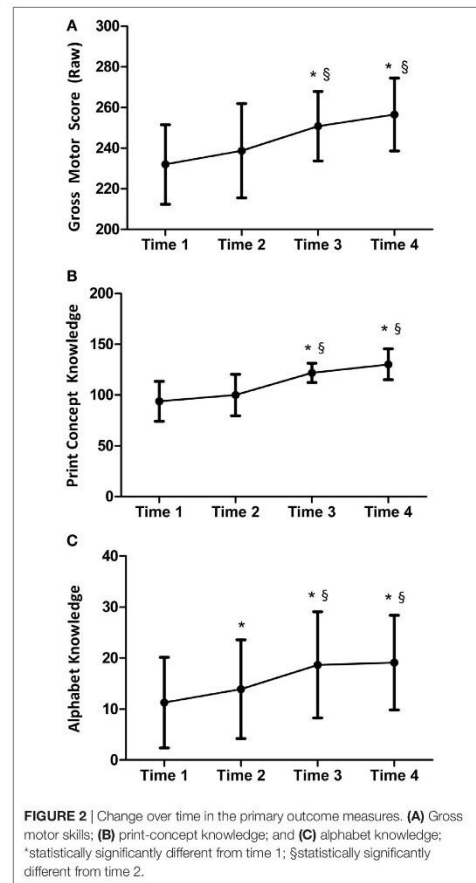 A
Gross Motor Score (Raw)
300
280
260
240
220
200
* §
* §
Time 1 Time 2 Time 3 Time 4
B
Print Concept Knowledge
200
150
100
50
0
* §
* §
Time 1 Time 2 Time 3 Time 4
C
Alphabet Knowledge
40
30
20
10
0
*
* §
* §
Time 1 Time 2 Time 3 Time 4
FIGURE 2 | Change over time in the primary outcome measures. (A) Gross
motor skills; (B) print-concept knowledge; and (C) alphabet knowledge;
*statistically significantly different from time 1; §statistically significantly
different from time 2.